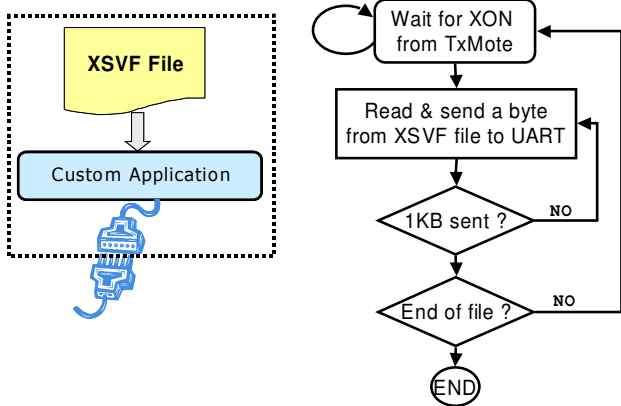 XSVF File
Custom Application
Wait for XON
from TxMote
Read & send a byte
from XSVF file to UART
1KB sent ?
NO
End of file ?
NO
END